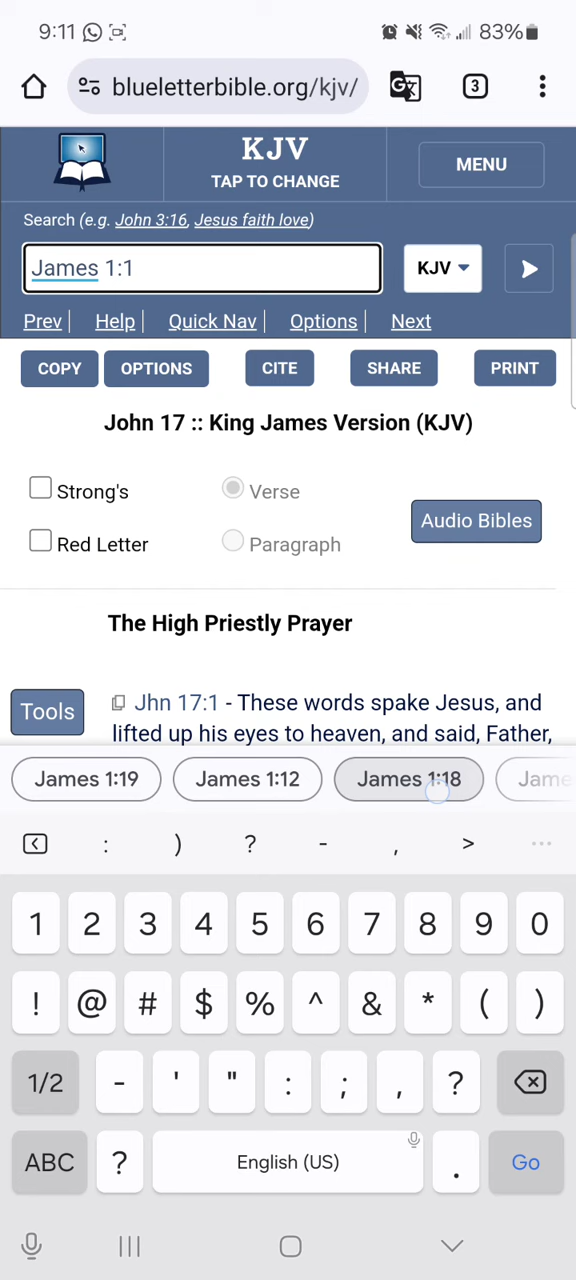 9:11 83%
blueletterbible.org/kjv/ 3
KJV
TAP TO CHANGE
MENU
Search (e.g. John 3:16, Jesus faith love)
James 1:1 KJV
Prev | Help | Quick Nav | Options | Next
COPY OPTIONS CITE SHARE PRINT
John 17 :: King James Version (KJV)
Strong's Verse
Audio Bibles
Red Letter Paragraph
The High Priestly Prayer
Tools Jhn 17:1 - These words spake Jesus, and
lifted up his eyes to heaven, and said, Father,
James 1:19 James 1:12 James 1:18 Jame
: ) ? - , > ...
1 2 3 4 5 6 7 8 9 0
! @ # $ % ^ & * ( )
1/2 - ' " : ; , ?
ABC ? English (US) . Go